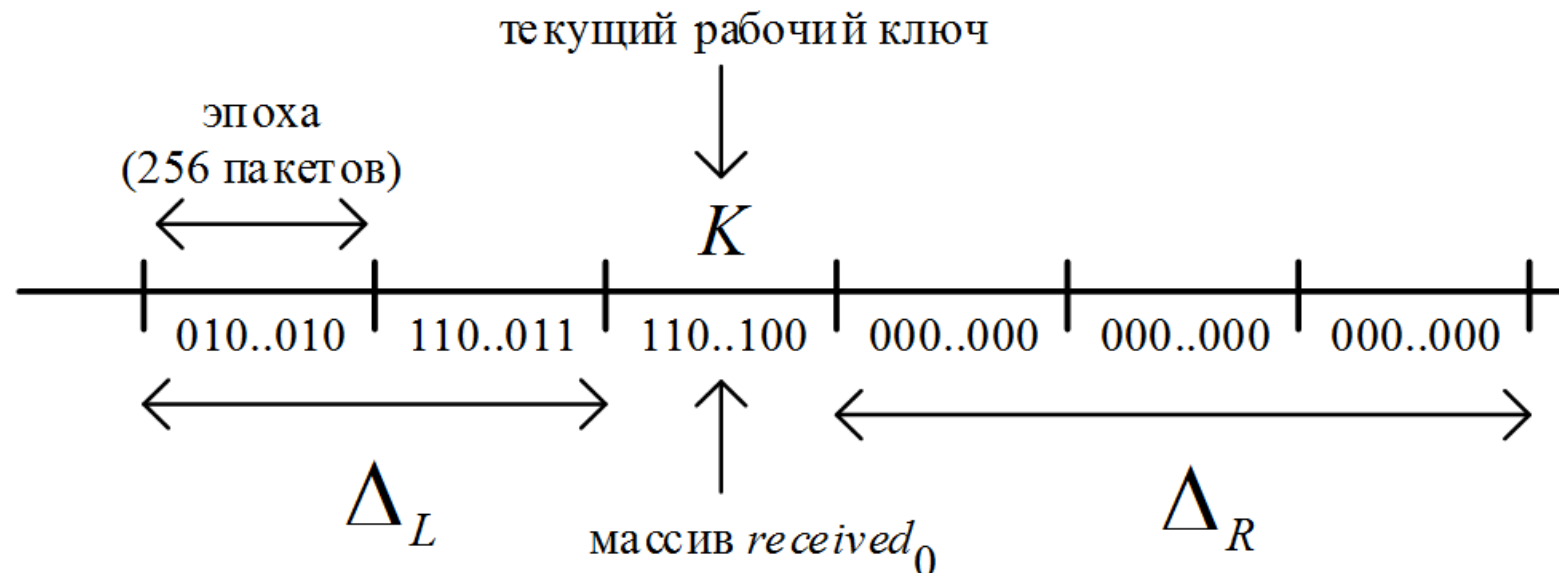 текущий рабочий ключ
эпоха
(256 пакетов)
K
010..010 110..011 110..100 000..000 000..000 000..000
Δ_L
Δ_R
массив received_0